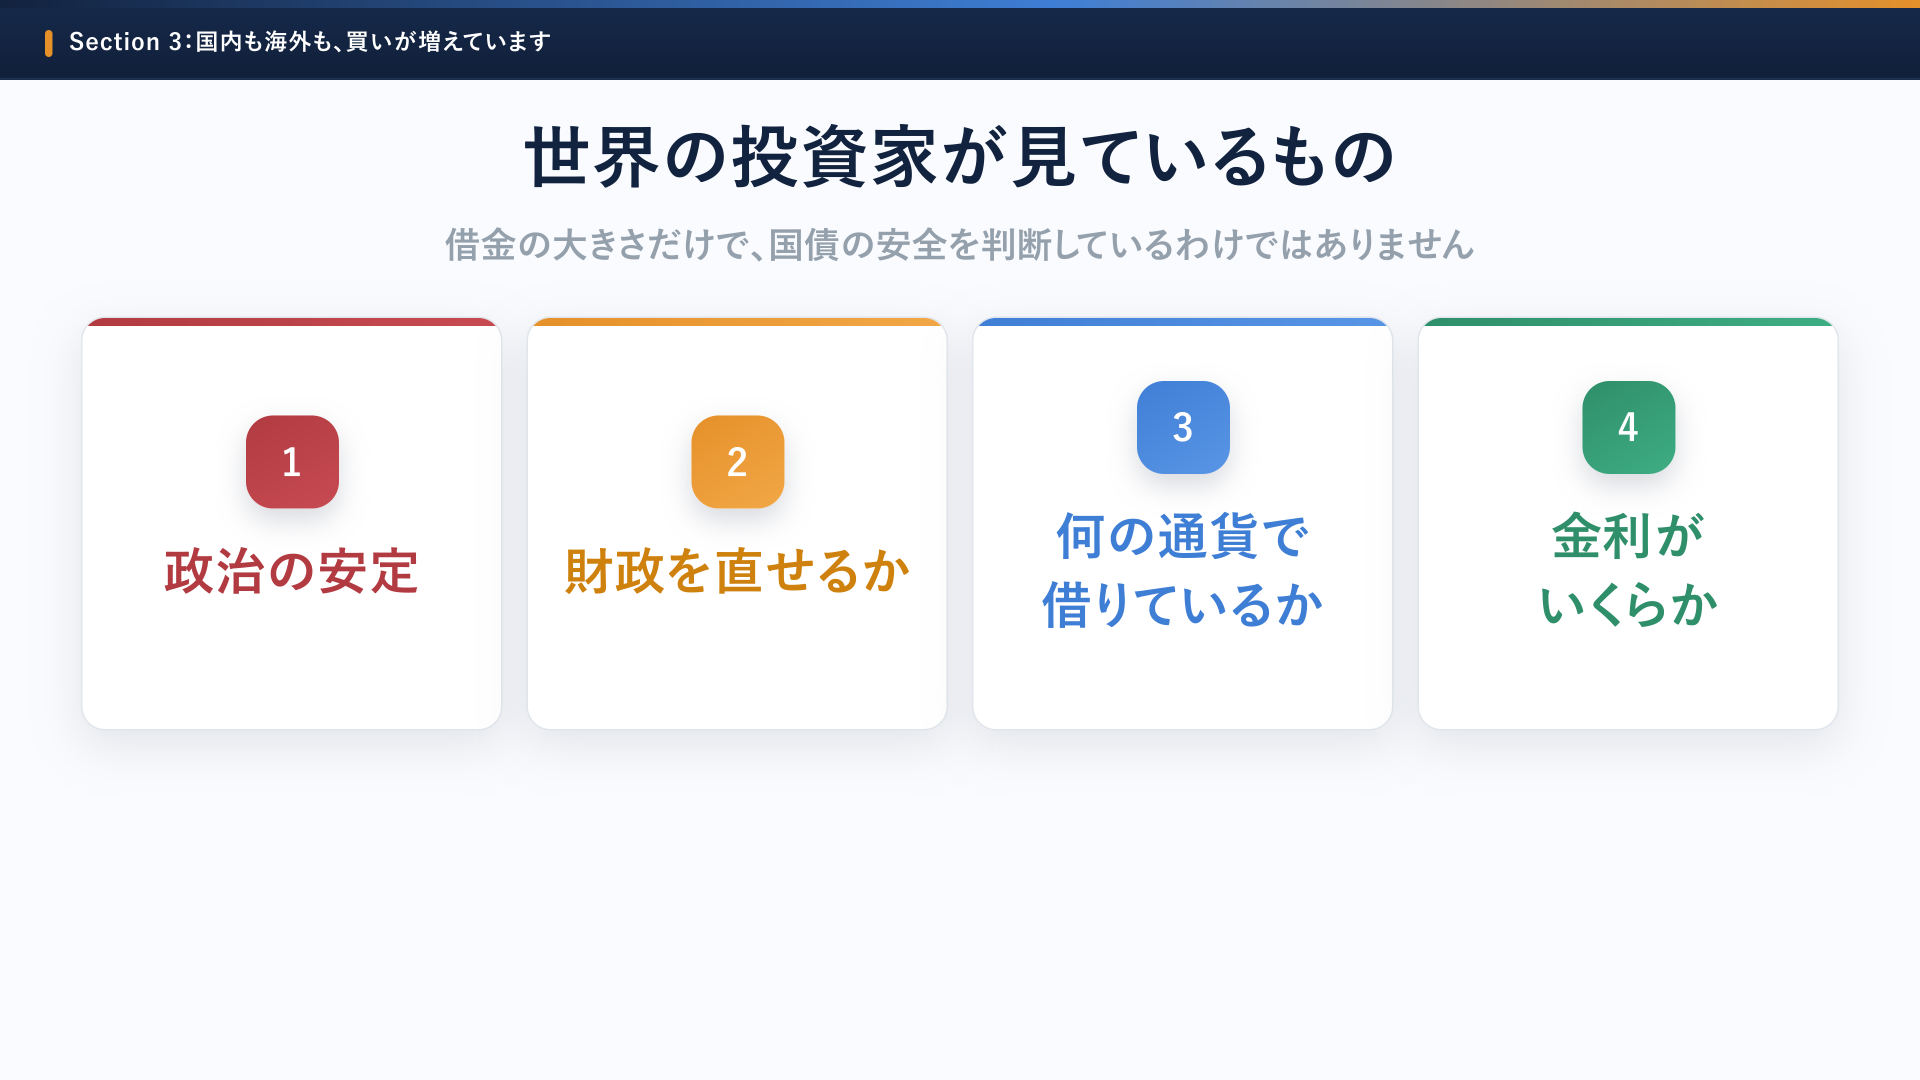 Section 3：国内も海外も、買いが増えています
世界の投資家が見ているもの
借金の大きさだけで、国債の安全を判断しているわけではありません
1
政治の安定
2
財政を直せるか
3
何の通貨で
借りているか
4
金利が
いくらか